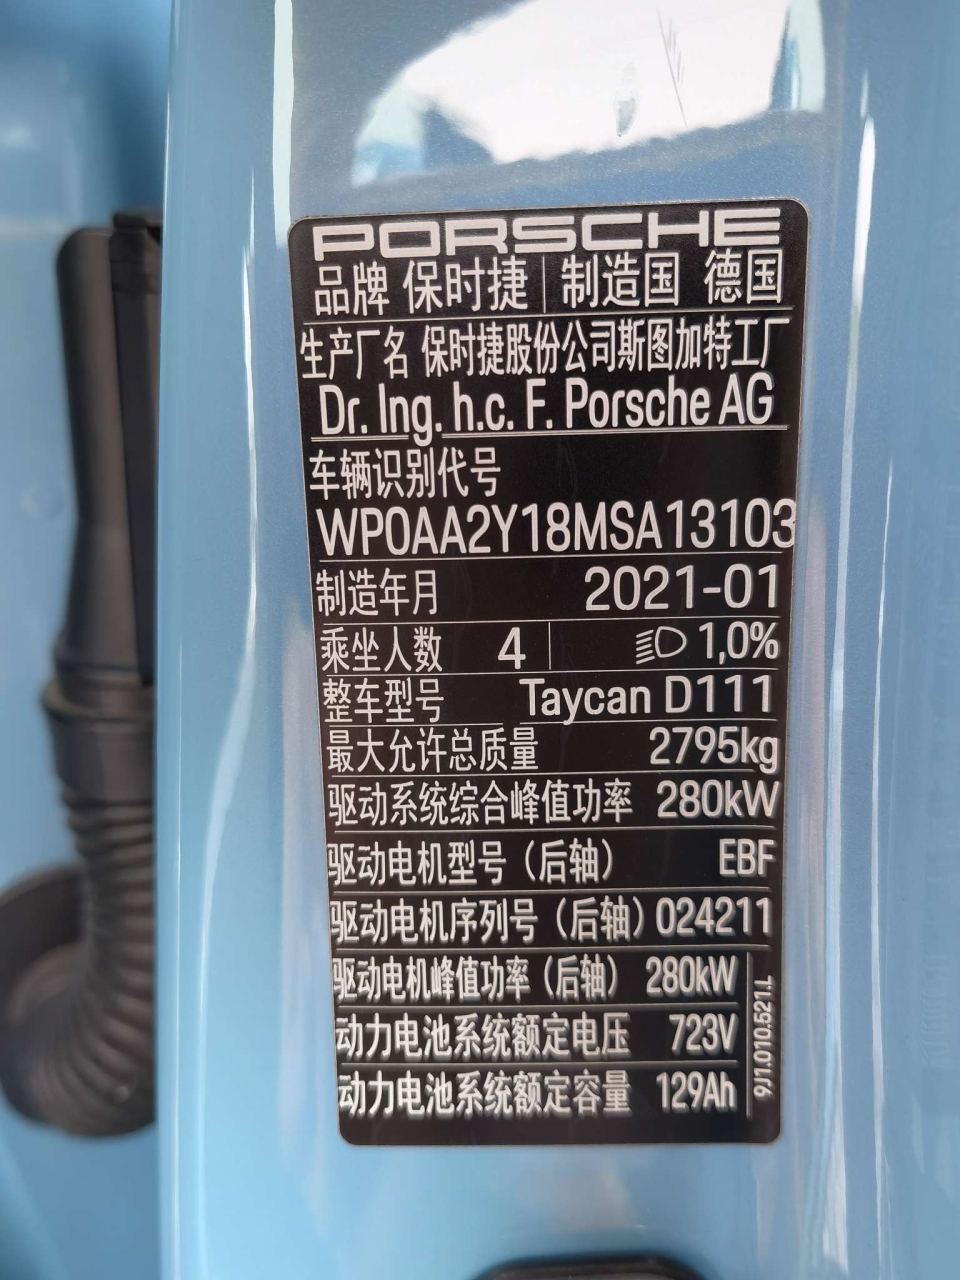 PORSCHE
品牌 保时捷 制造国 德国
生产厂名 保时捷股份公司斯图加特工厂
Dr. Ing. h.c. F. Porsche AG
车辆识别代号
WP0AA2Y18MSA13103
制造年月 2021-01
乘坐人数 4 1,0%
整车型号 Taycan D111
最大允许总质量 2795kg
驱动系统综合峰值功率 280kW
驱动电机型号（后轴） EBF
驱动电机序列号（后轴）024211
驱动电机峰值功率（后轴） 280kW
动力电池系统额定电压 723V
动力电池系统额定容量 129Ah
9J1.010.521.L